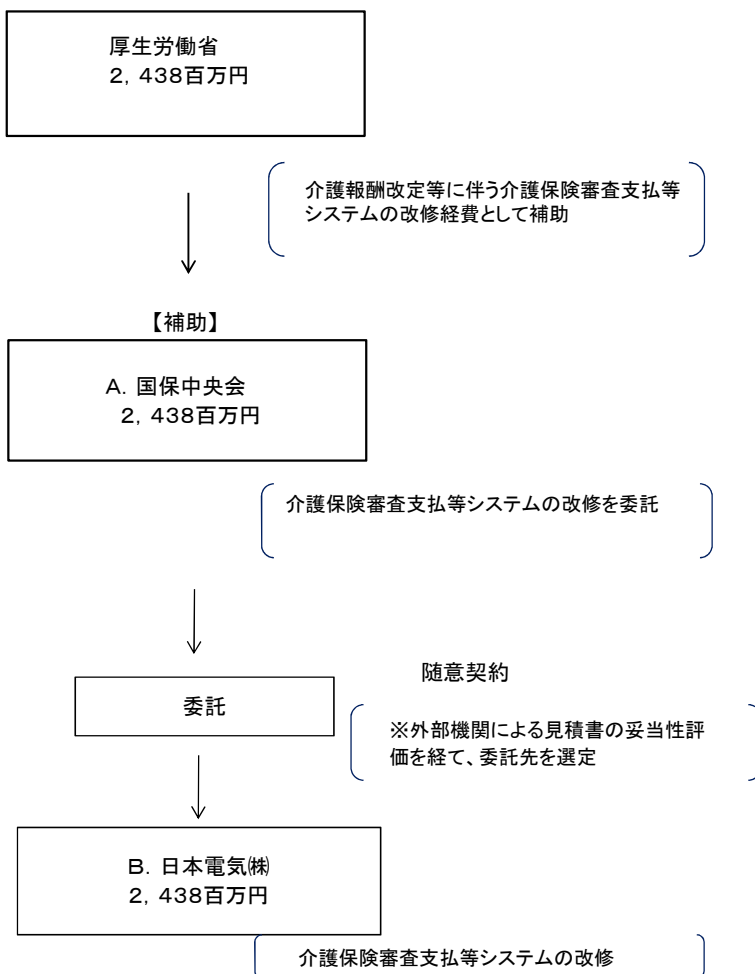 厚生労働省
2，438百万円
介護報酬改定等に伴う介護保険審査支払等
システムの改修経費として補助
【補助】
A．国保中央会
2，438百万円
介護保険審査支払等システムの改修を委託
随意契約
委託
※外部機関による見積書の妥当性評
価を経て、委託先を選定
B．日本電気㈱
2，438百万円
介護保険審査支払等システムの改修